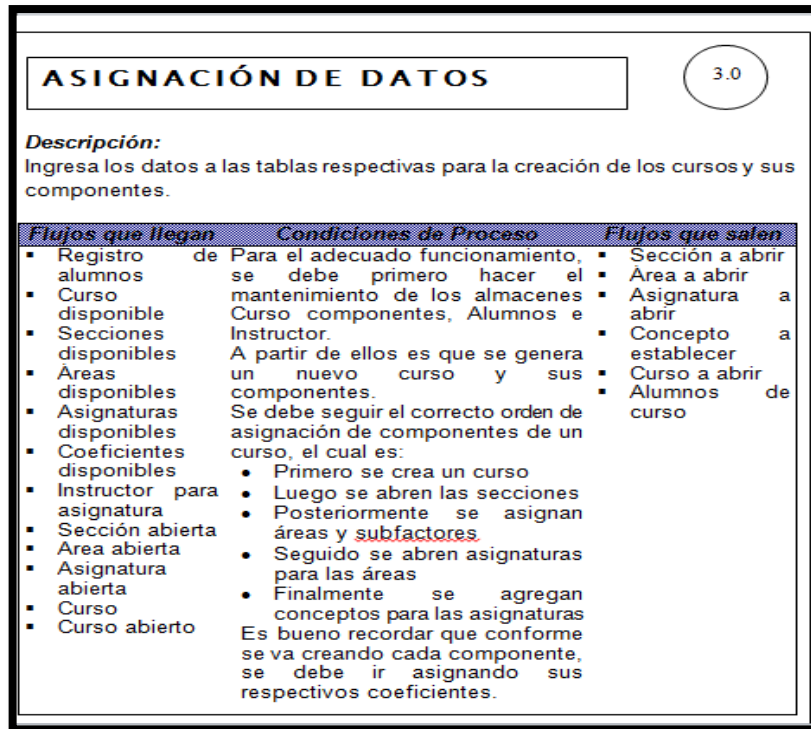 ASIGNACIÓN DE DATOS
3.0
Descripción:
Ingresa los datos a las tablas respectivas para la creación de los cursos y sus
componentes.
Flujos que llegan
▪ Registro de
alumnos
▪ Curso
disponible
▪ Secciones
disponibles
▪ Àreas
disponibles
▪ Asignaturas
disponibles
▪ Coeficientes
disponibles
▪ Instructor para
asignatura
▪ Sección abierta
▪ Area abierta
▪ Asignatura
abierta
▪ Curso
▪ Curso abierto
Condiciones de Proceso
Para el adecuado funcionamiento,
se debe primero hacer el
mantenimiento de los almacenes
Curso componentes, Alumnos e
Instructor.
A partir de ellos es que se genera
un nuevo curso y sus
componentes.
Se debe seguir el correcto orden de
asignación de componentes de un
curso, el cual es:
• Primero se crea un curso
• Luego se abren las secciones
• Posteriormente se asignan
áreas y subfactores
• Seguido se abren asignaturas
para las áreas
• Finalmente se agregan
conceptos para las asignaturas
Es bueno recordar que conforme
se va creando cada componente,
se debe ir asignando sus
respectivos coeficientes.
Flujos que salen
▪ Sección a abrir
▪ Àrea a abrir
▪ Asignatura a
abrir
▪ Concepto a
establecer
▪ Curso a abrir
▪ Alumnos de
curso